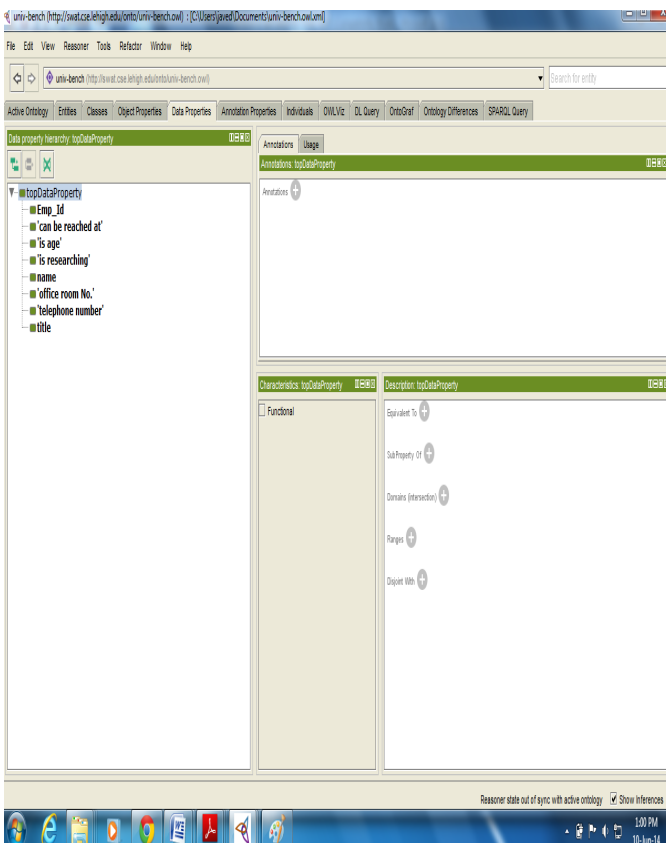 univ-bench (http://swat.cse.lehigh.edu/onto/univ-bench.owl) : [C:\Users\javed\Documents\univ-bench.owl.xml]
File Edit View Reasoner Tools Refactor Window Help
univ-bench (http://swat.cse.lehigh.edu/onto/univ-bench.owl) Search for entity
Active Ontology Entities Classes Object Properties Data Properties Annotation Properties Individuals OWLViz DL Query OntoGraf Ontology Differences SPARQL Query
Data property hierarchy: topDataProperty
topDataProperty
Emp_Id
'can be reached at'
'is age'
'is researching'
name
'office room No.'
'telephone number'
title
Annotations Usage
Annotations: topDataProperty
Annotations
Characteristics: topDataProperty
Functional
Description: topDataProperty
Equivalent To
SubProperty Of
Domains (intersection)
Ranges
Disjoint With
Reasoner state out of sync with active ontology Show Inferences
1:00 PM
10-Jun-14